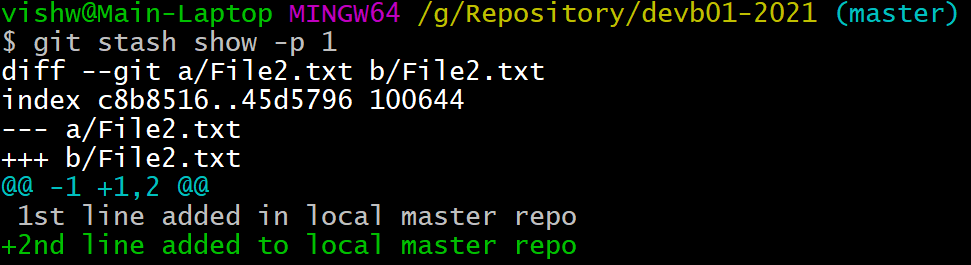 vishw@Main-Laptop MINGW64 /g/Repository/devb01-2021 (master)
$ git stash show -p 1
diff --git a/File2.txt b/File2.txt
index c8b8516..45d5796 100644
--- a/File2.txt
+++ b/File2.txt
@@ -1 +1,2 @@
 1st line added in local master repo
+2nd line added to local master repo